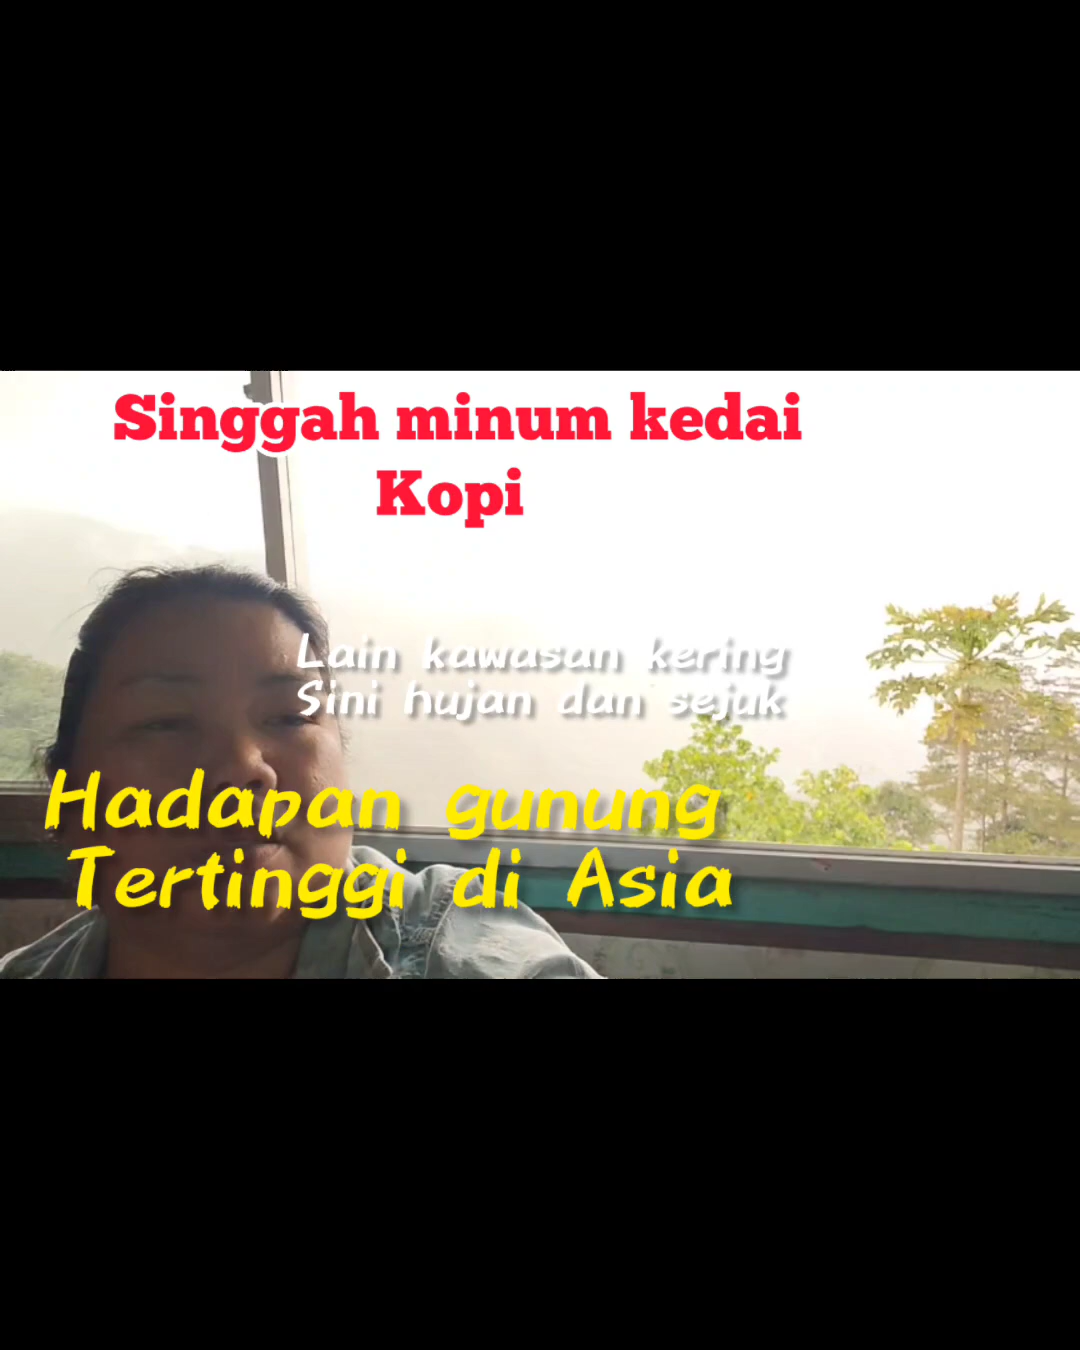 Singgah minum kedai
Kopi
Lain kawasan kering
Sini hujan dan sejuk
Hadapan gunung
Tertinggi di Asia